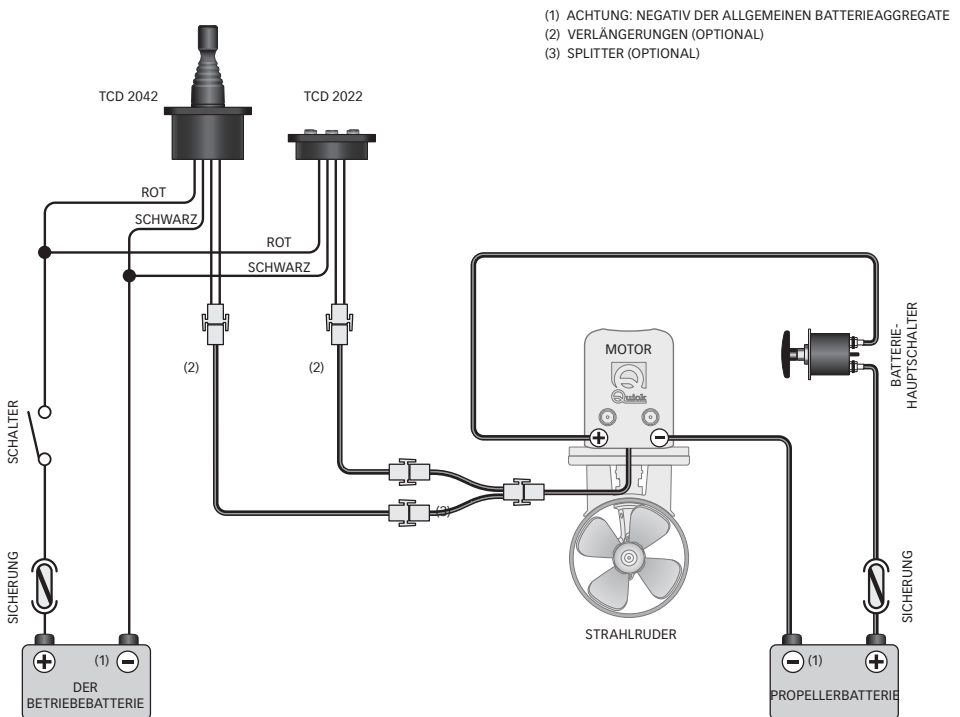 (1) ACHTUNG: NEGATIV DER ALLGEMEINEN BATTERIEAGGREGATE
(2) VERLÄNGERUNGEN (OPTIONAL)
(3) SPLITTER (OPTIONAL)
TCD 2042
TCD 2022
ROT
SCHWARZ
ROT
SCHWARZ
(2)
(2)
(3)
MOTOR
Quick
+
−
BATTERIE-
HAUPTSCHALTER
SCHALTER
SICHERUNG
SICHERUNG
STRAHLRUDER
+
(1)
−
DER
BETRIEBEBATTERIE
−
(1)
+
PROPELLERBATTERIE